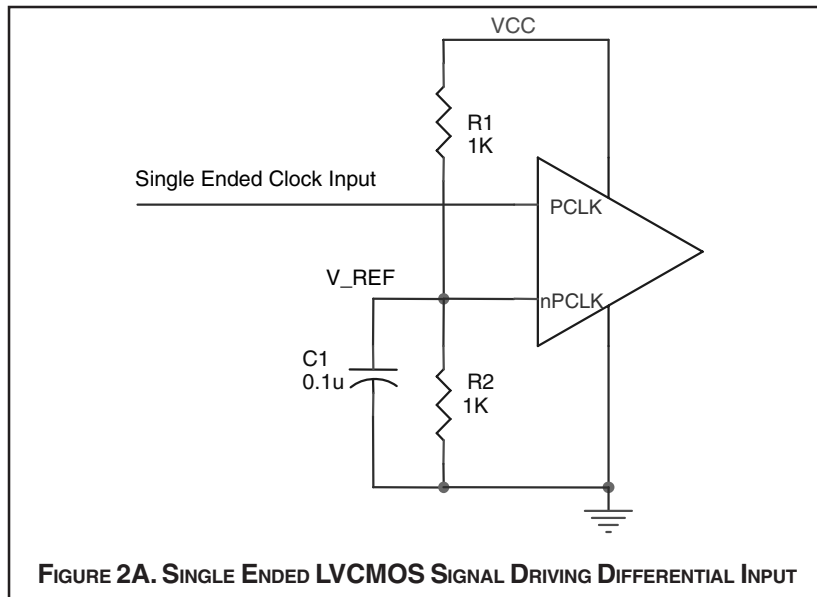 VCC
R1
1K
Single Ended Clock Input
PCLK
V_REF
nPCLK
C1
0.1u
R2
1K
FIGURE 2A. SINGLE ENDED LVCMOS SIGNAL DRIVING DIFFERENTIAL INPUT